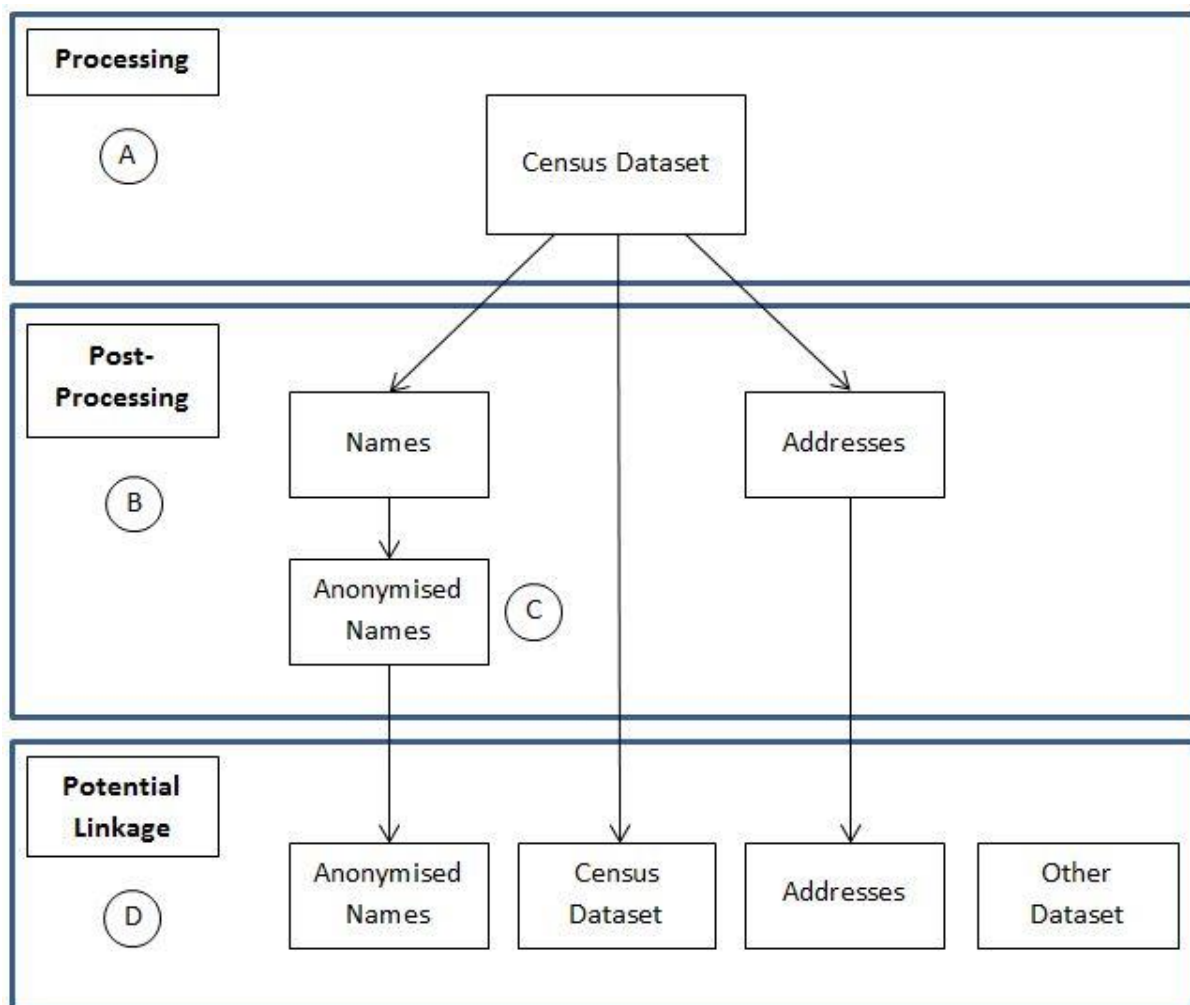 Processing
A
Census Dataset
Post-
Processing
B
Names
Addresses
Anonymised
Names
C
Potential
Linkage
D
Anonymised
Names
Census
Dataset
Addresses
Other
Dataset